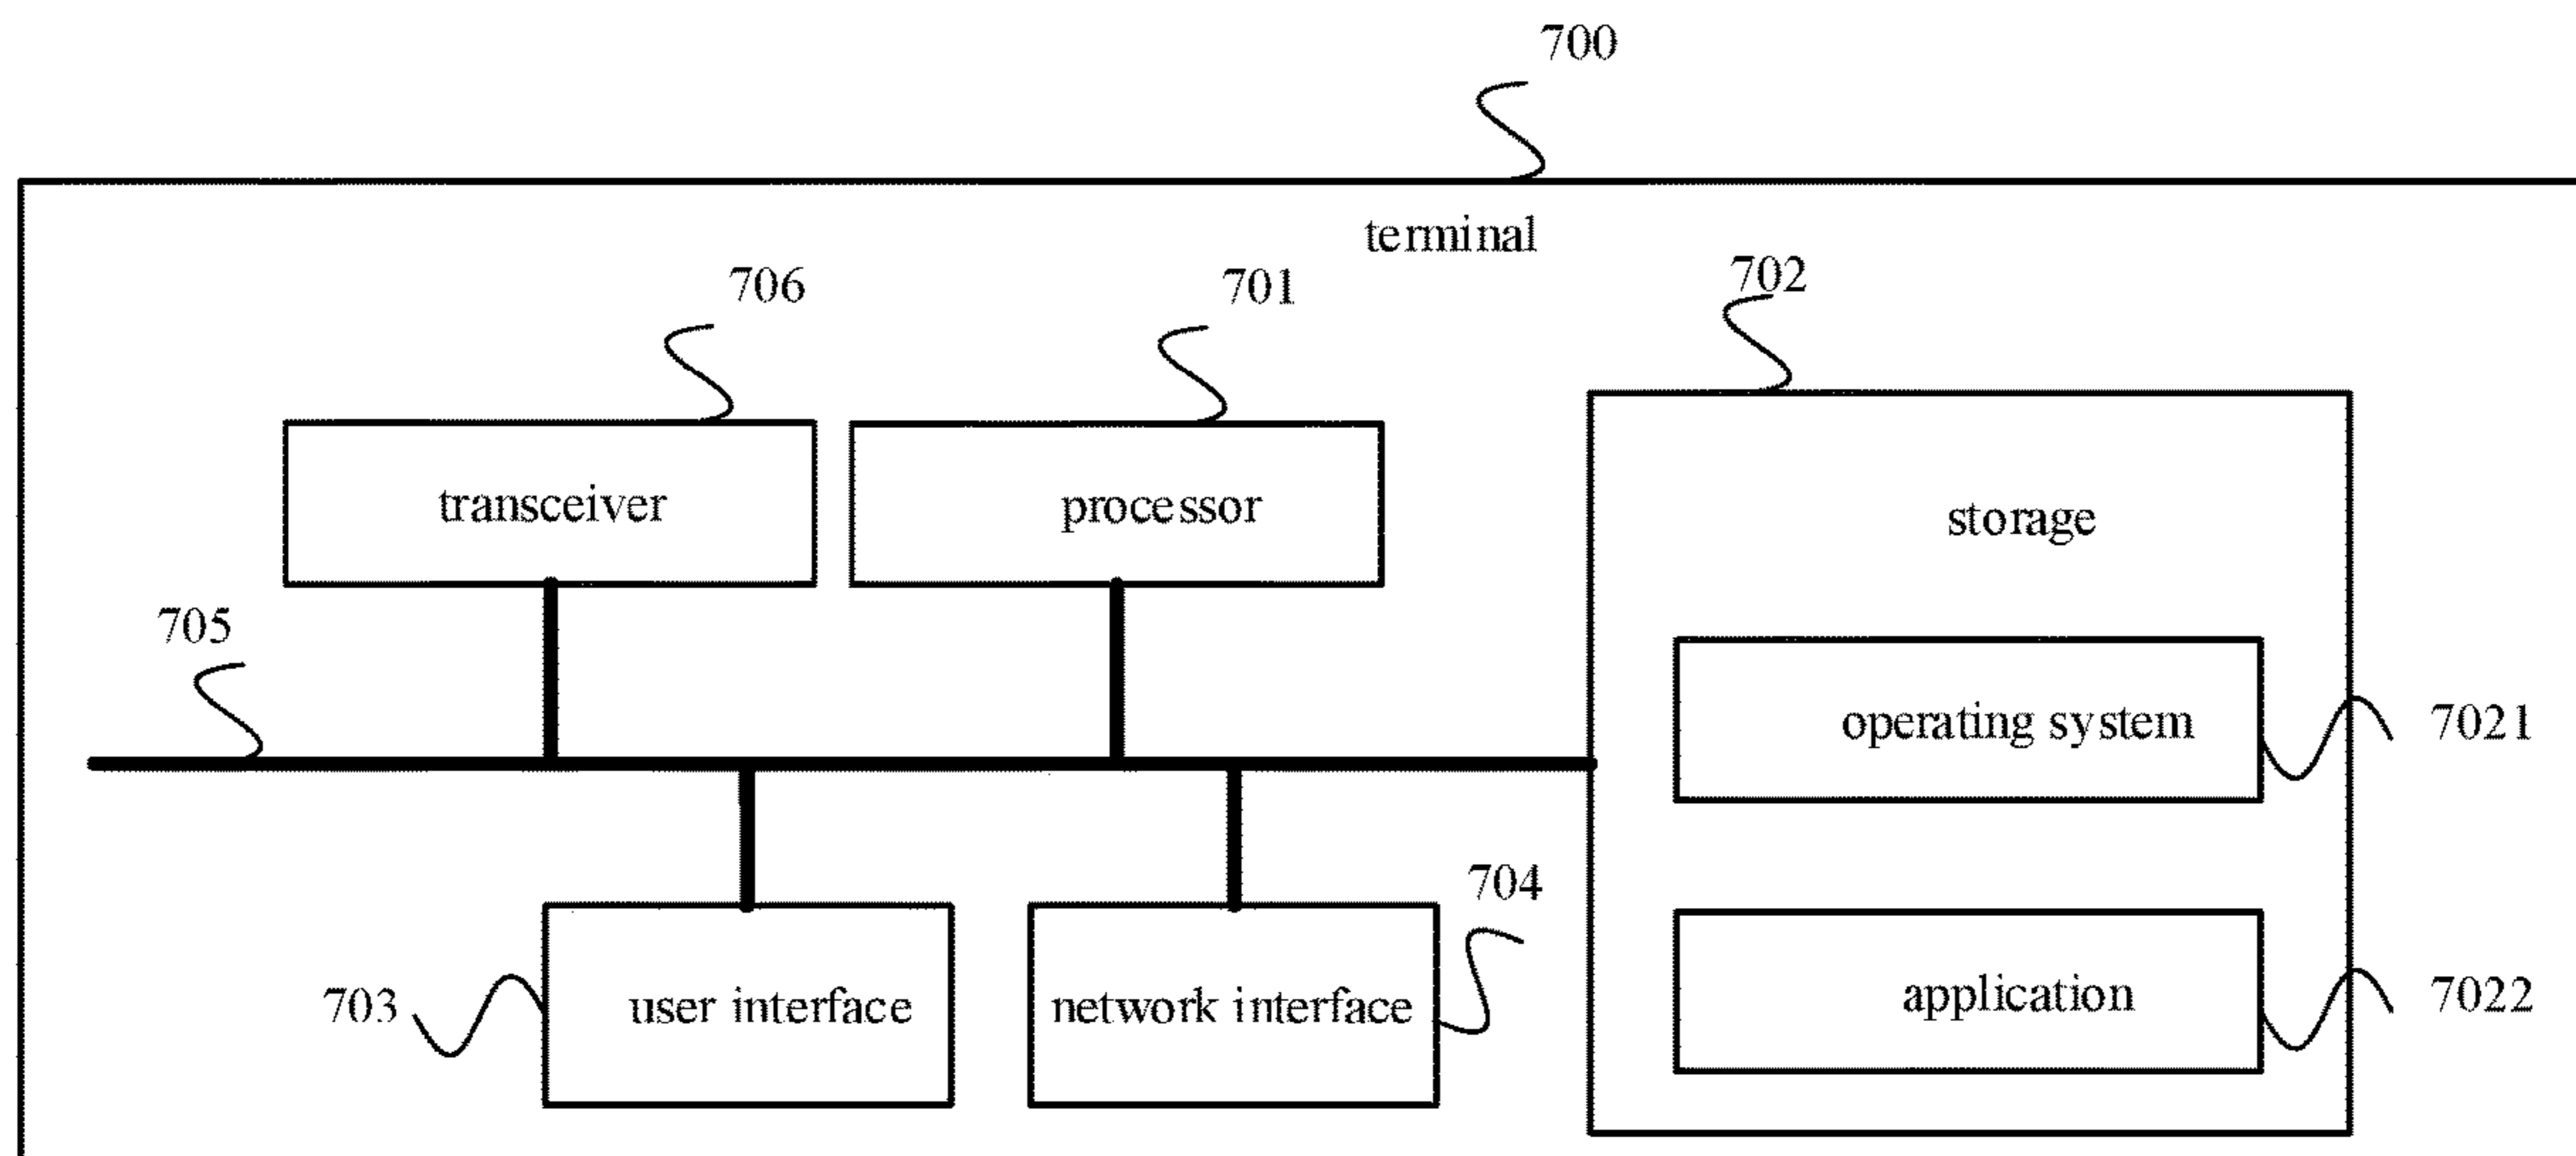 700
terminal
706
701
702
transceiver
processor
storage
705
operating system
7021
704
703
user interface
network interface
application
7022